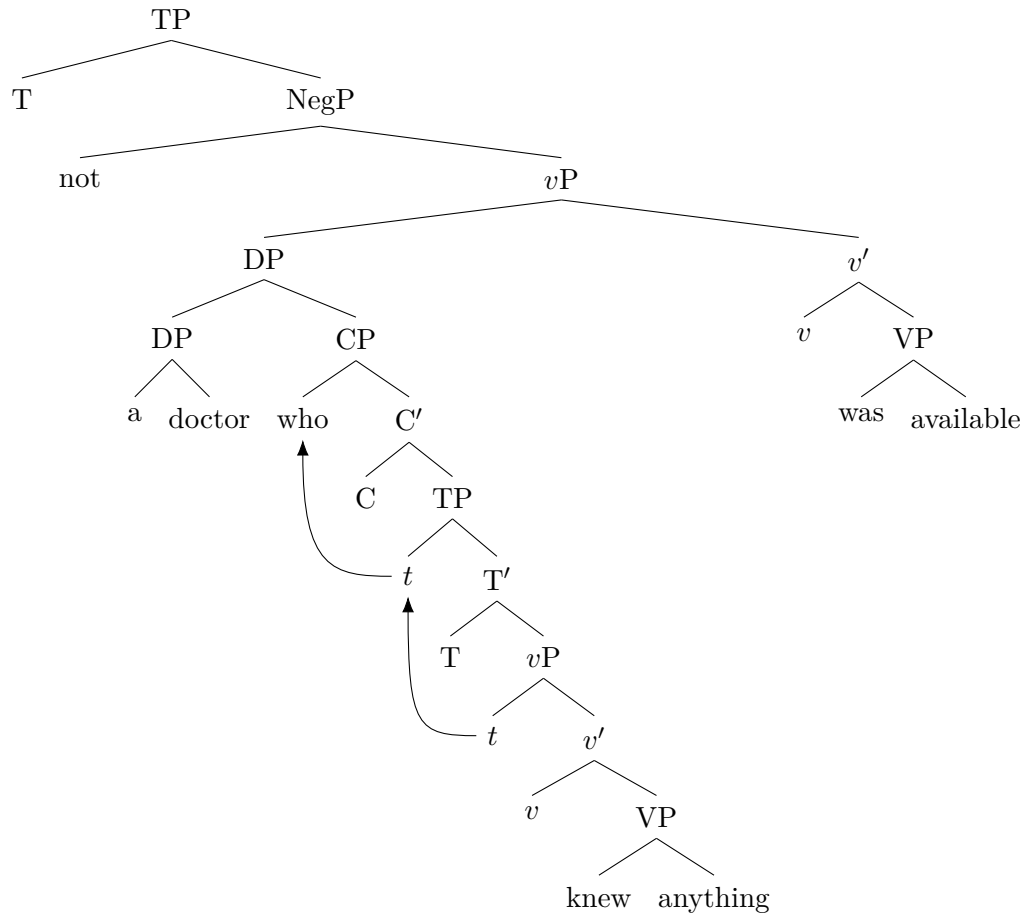 TP
T NegP
not vP
DP v′
DP CP v VP
a doctor who C′ was available
C TP
t T′
T vP
t v′
v VP
knew anything